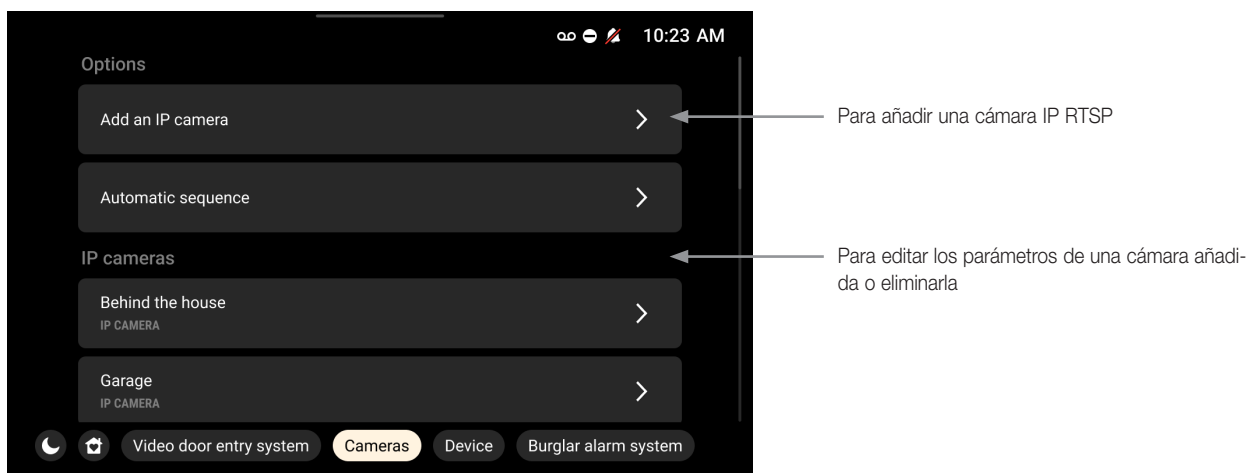 10:23 AM
Options
Add an IP camera
Para añadir una cámara IP RTSP
Automatic sequence
IP cameras
Para editar los parámetros de una cámara añadi-
da o eliminarla
Behind the house
IP CAMERA
Garage
IP CAMERA
Video door entry system
Cameras
Device
Burglar alarm system